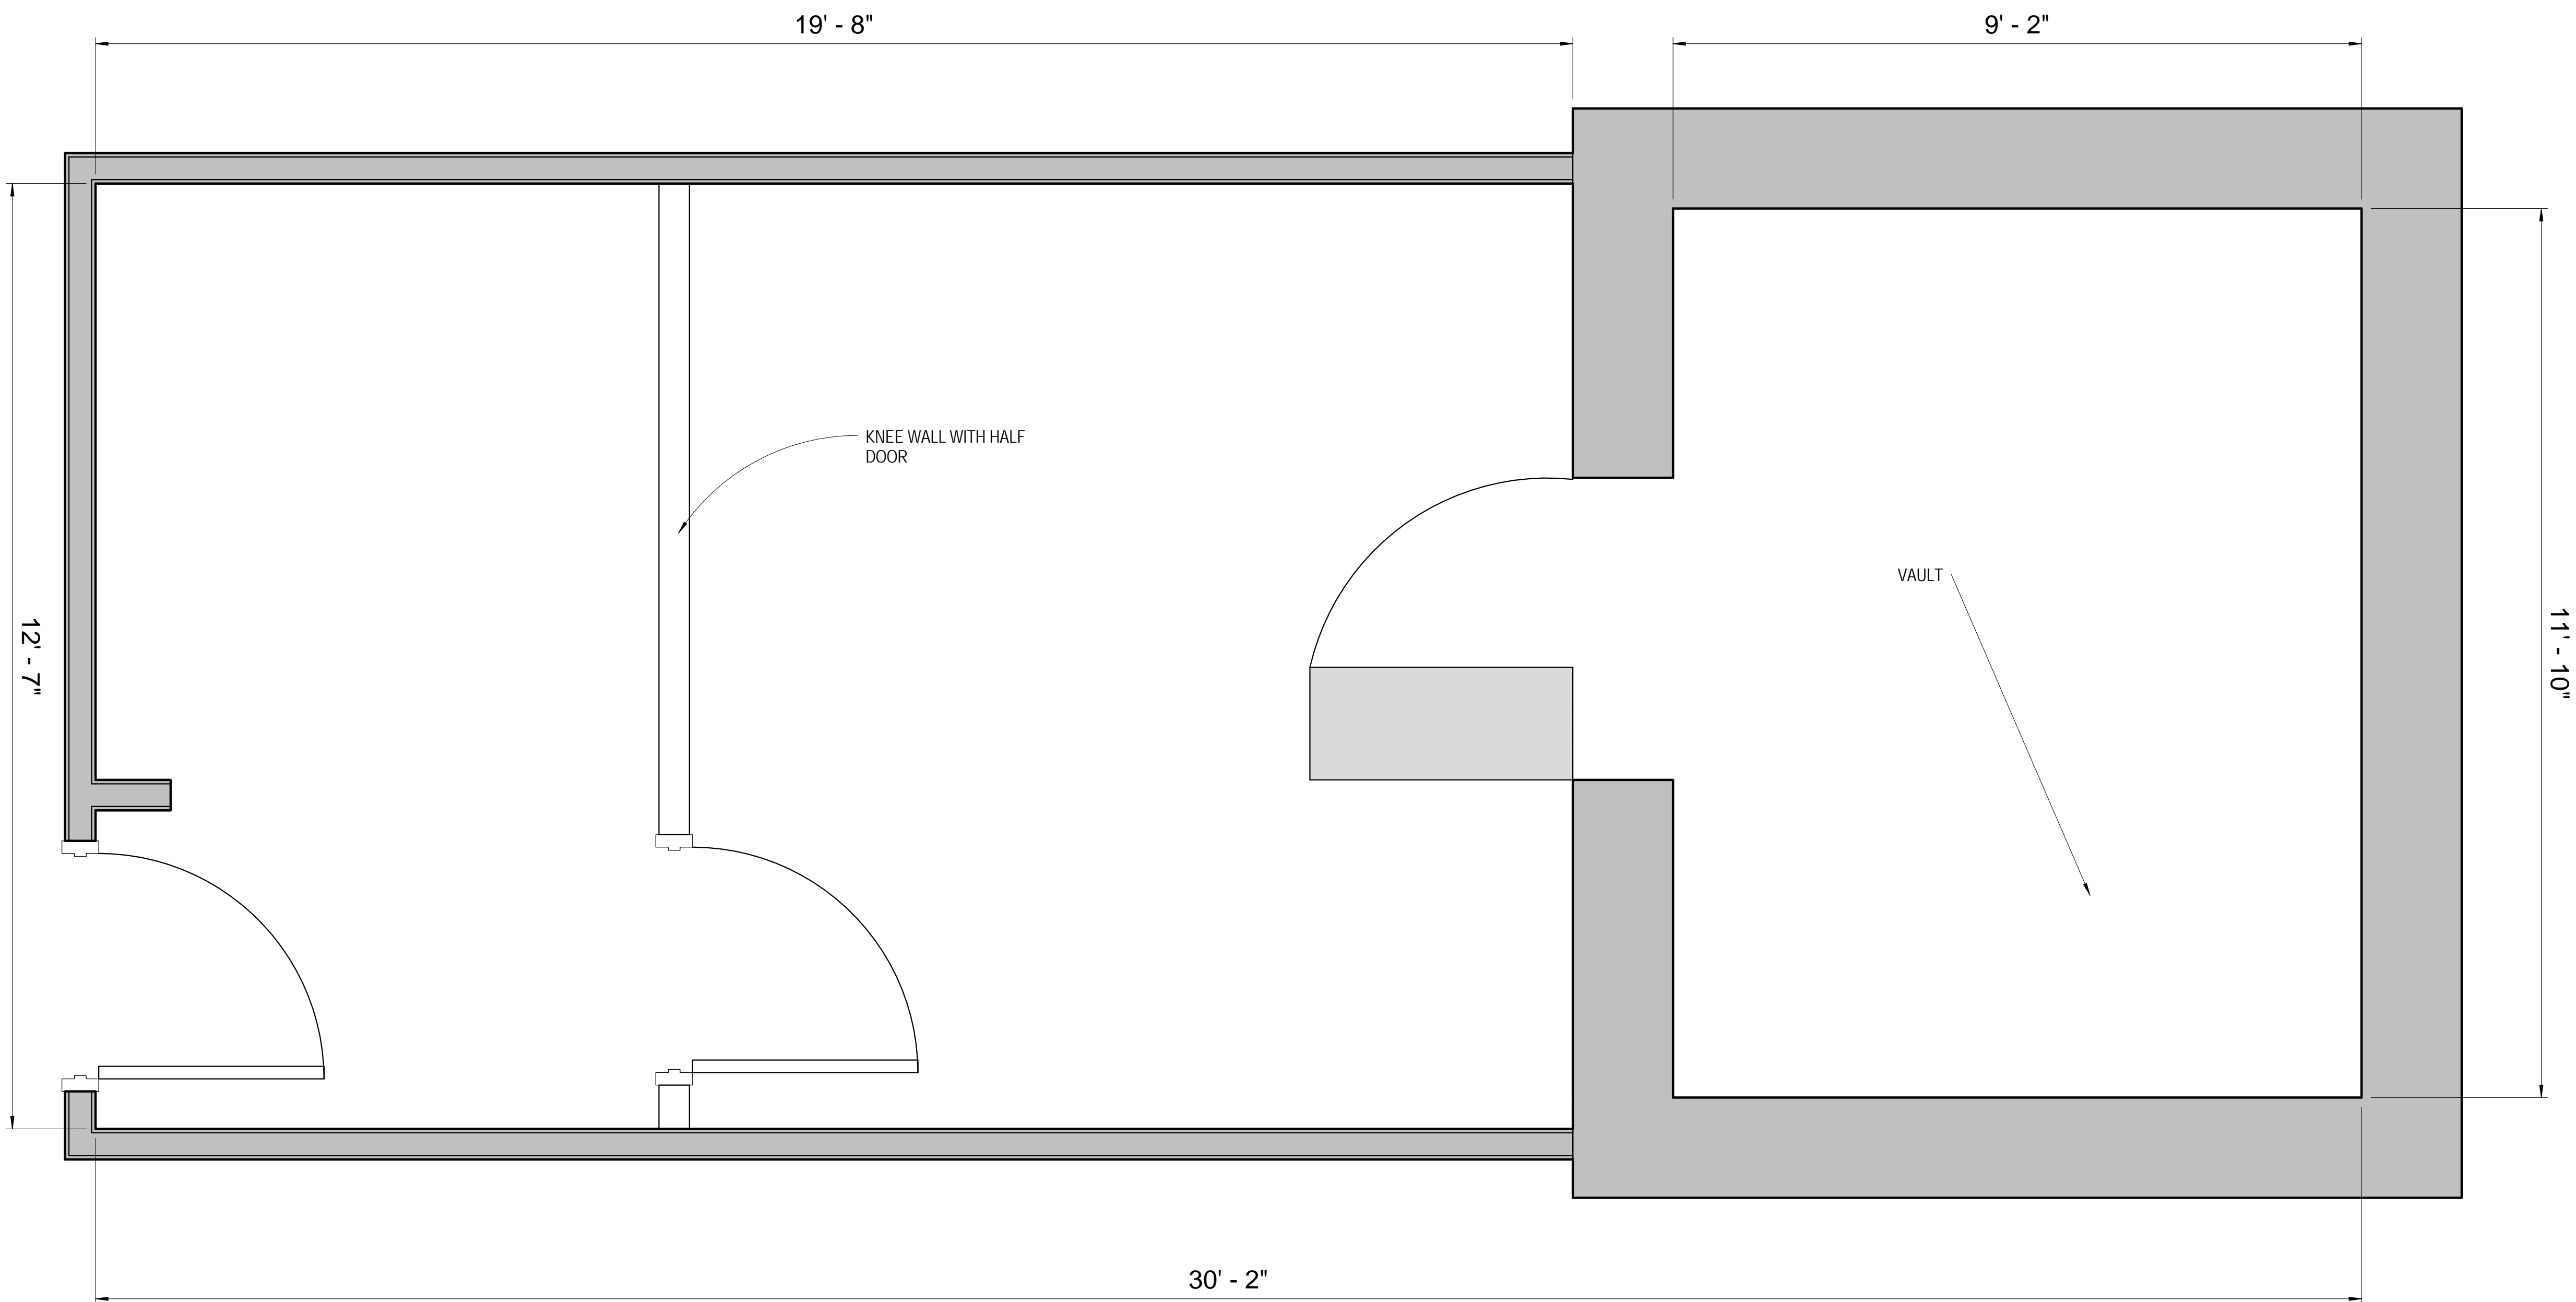 19' - 8"
9' - 2"
KNEE WALL WITH HALF
DOOR
VAULT
12' - 7"
11' - 10"
30' - 2"